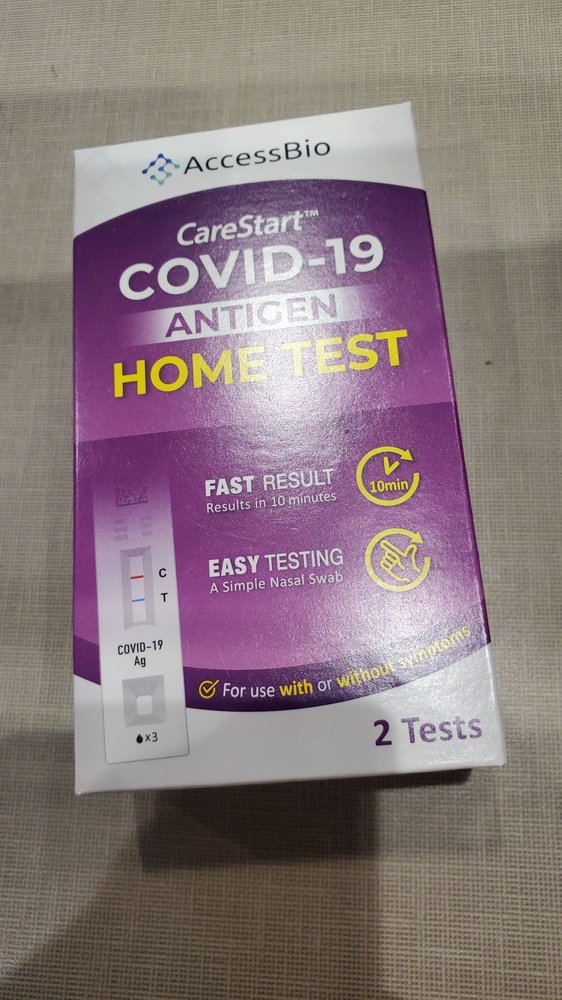 AccessBio
CareStart™
COVID-19
ANTIGEN
HOME TEST
FAST RESULT
Results in 10 minutes
10min
EASY TESTING
A Simple Nasal Swab
C
T
COVID-19
Ag
x3
For use with or without symptoms
2 Tests